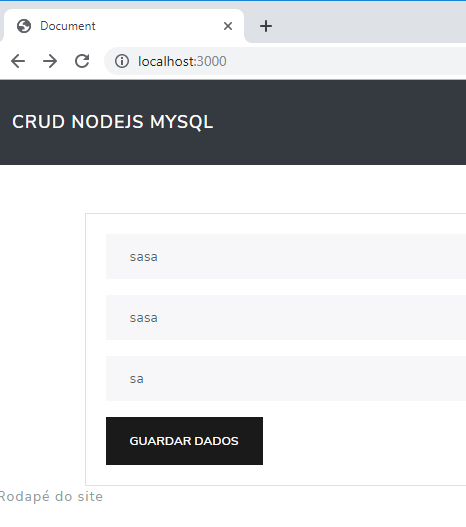 Document
localhost:3000
CRUD NODEJS MYSQL
sasa
sasa
sa
GUARDAR DADOS
Rodapé do site